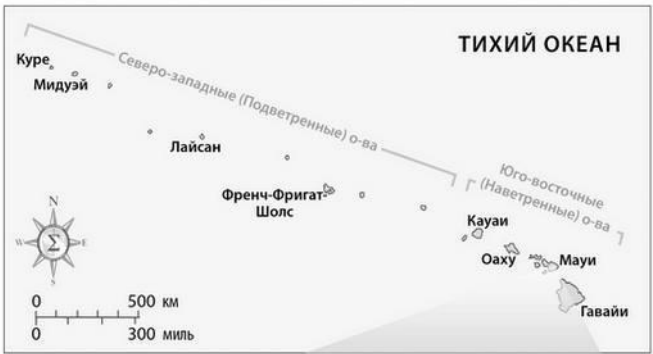 ТИХИЙ ОКЕАН
Куре
Мидуэй
Северо-западные (Подветренные) о-ва
Лайсан
Френч-Фригат-
Шолс
Юго-восточные
(Наветренные) о-ва
Кауаи
Оаху
Мауи
Гавайи
N
W
E
S
Σ
0
500 км
0
300 миль